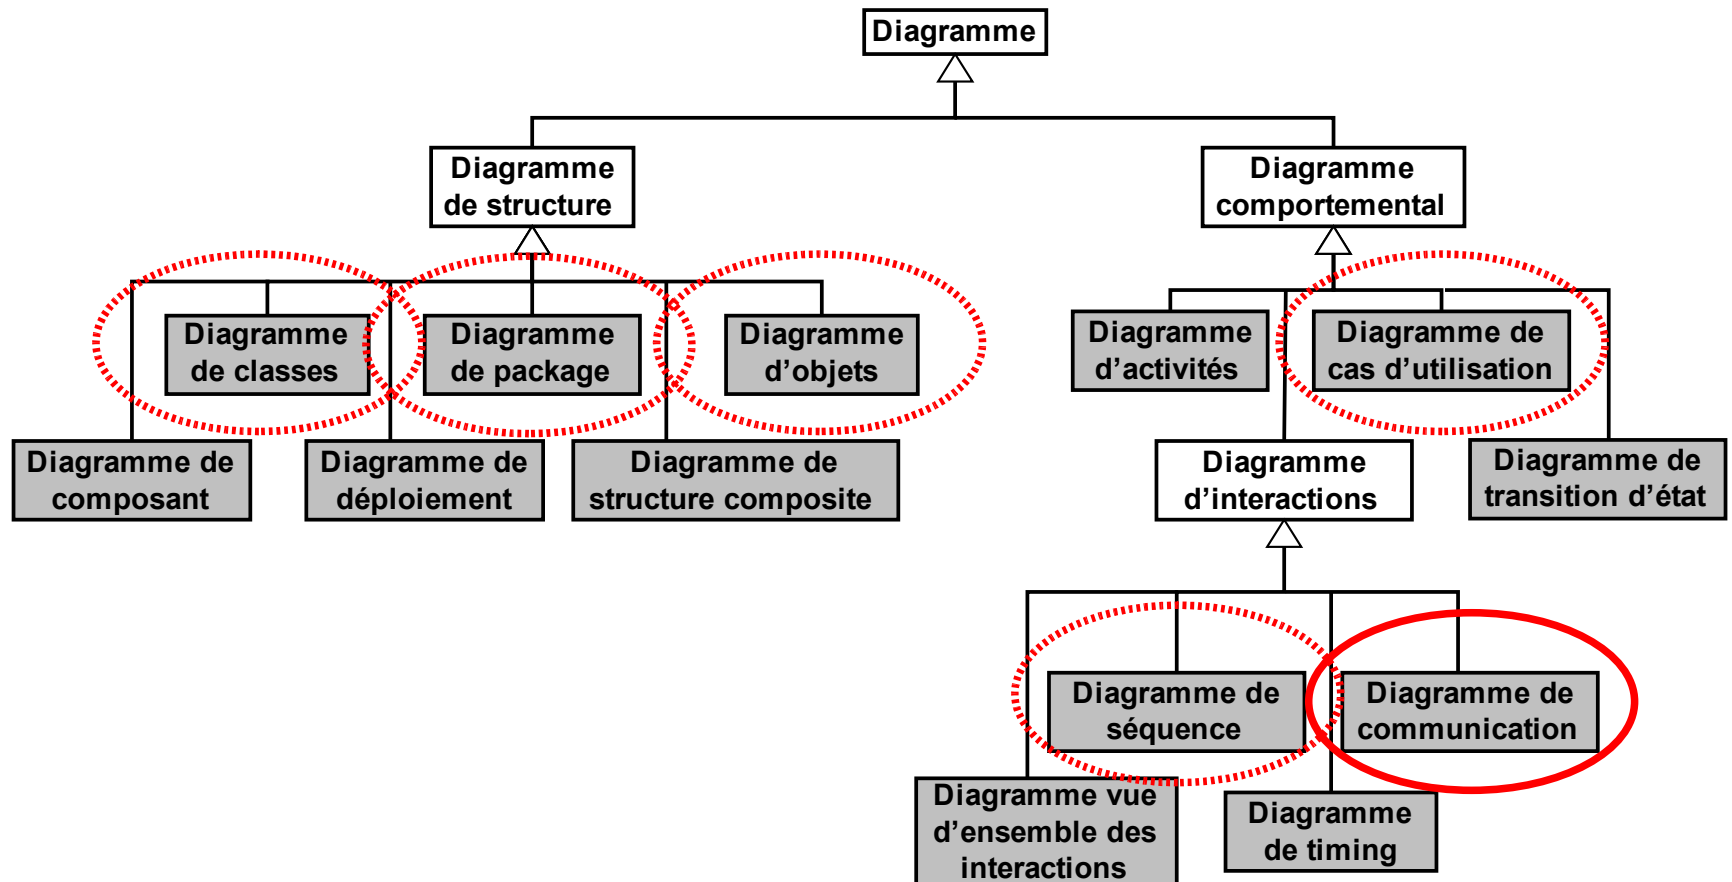 Diagramme
Diagramme
de structure
Diagramme
comportemental
Diagramme
de classes
Diagramme
de package
Diagramme
d’objets
Diagramme
d’activités
Diagramme de
cas d’utilisation
Diagramme de
composant
Diagramme de
déploiement
Diagramme de
structure composite
Diagramme
d’interactions
Diagramme de
transition d’état
Diagramme de
séquence
Diagramme de
communication
Diagramme vue
d’ensemble des
interactions
Diagramme
de timing